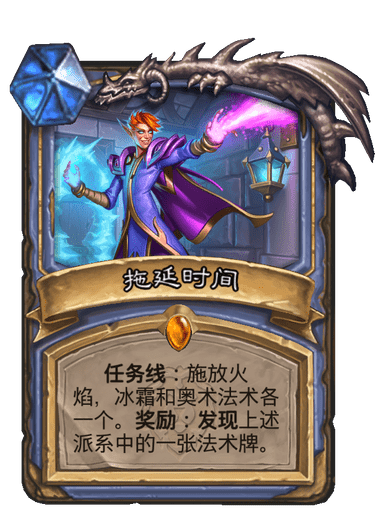 拖延时间
任务线：施放火
焰，冰霜和奥术法术各
一个。奖励：发现上述
派系中的一张法术牌。